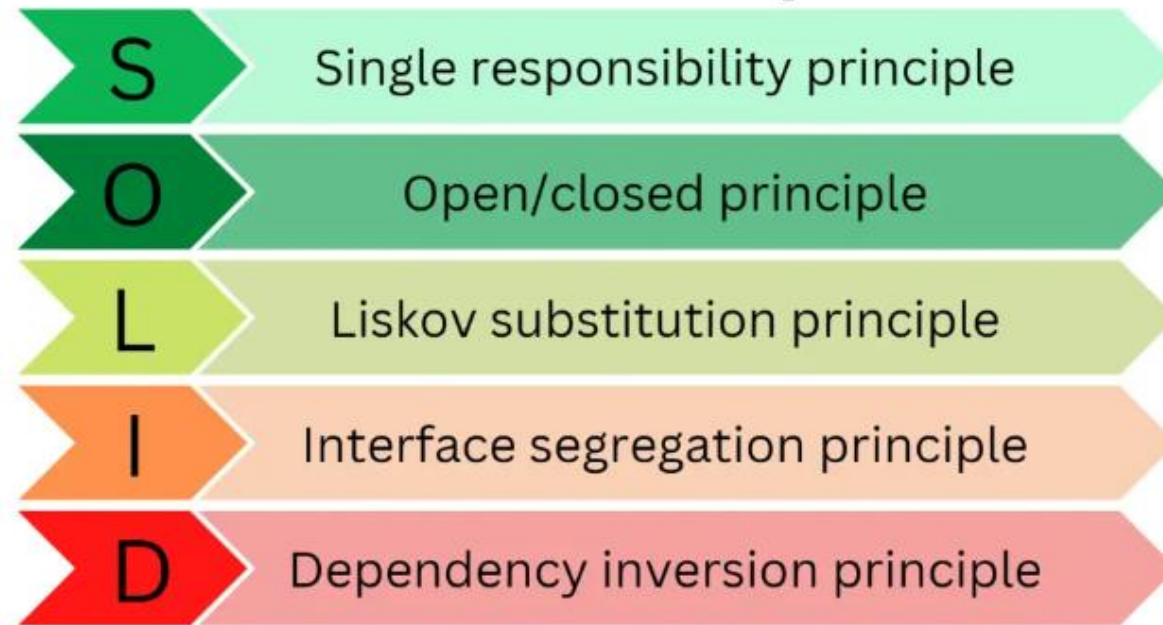 S Single responsibility principle
O Open/closed principle
L Liskov substitution principle
I Interface segregation principle
D Dependency inversion principle